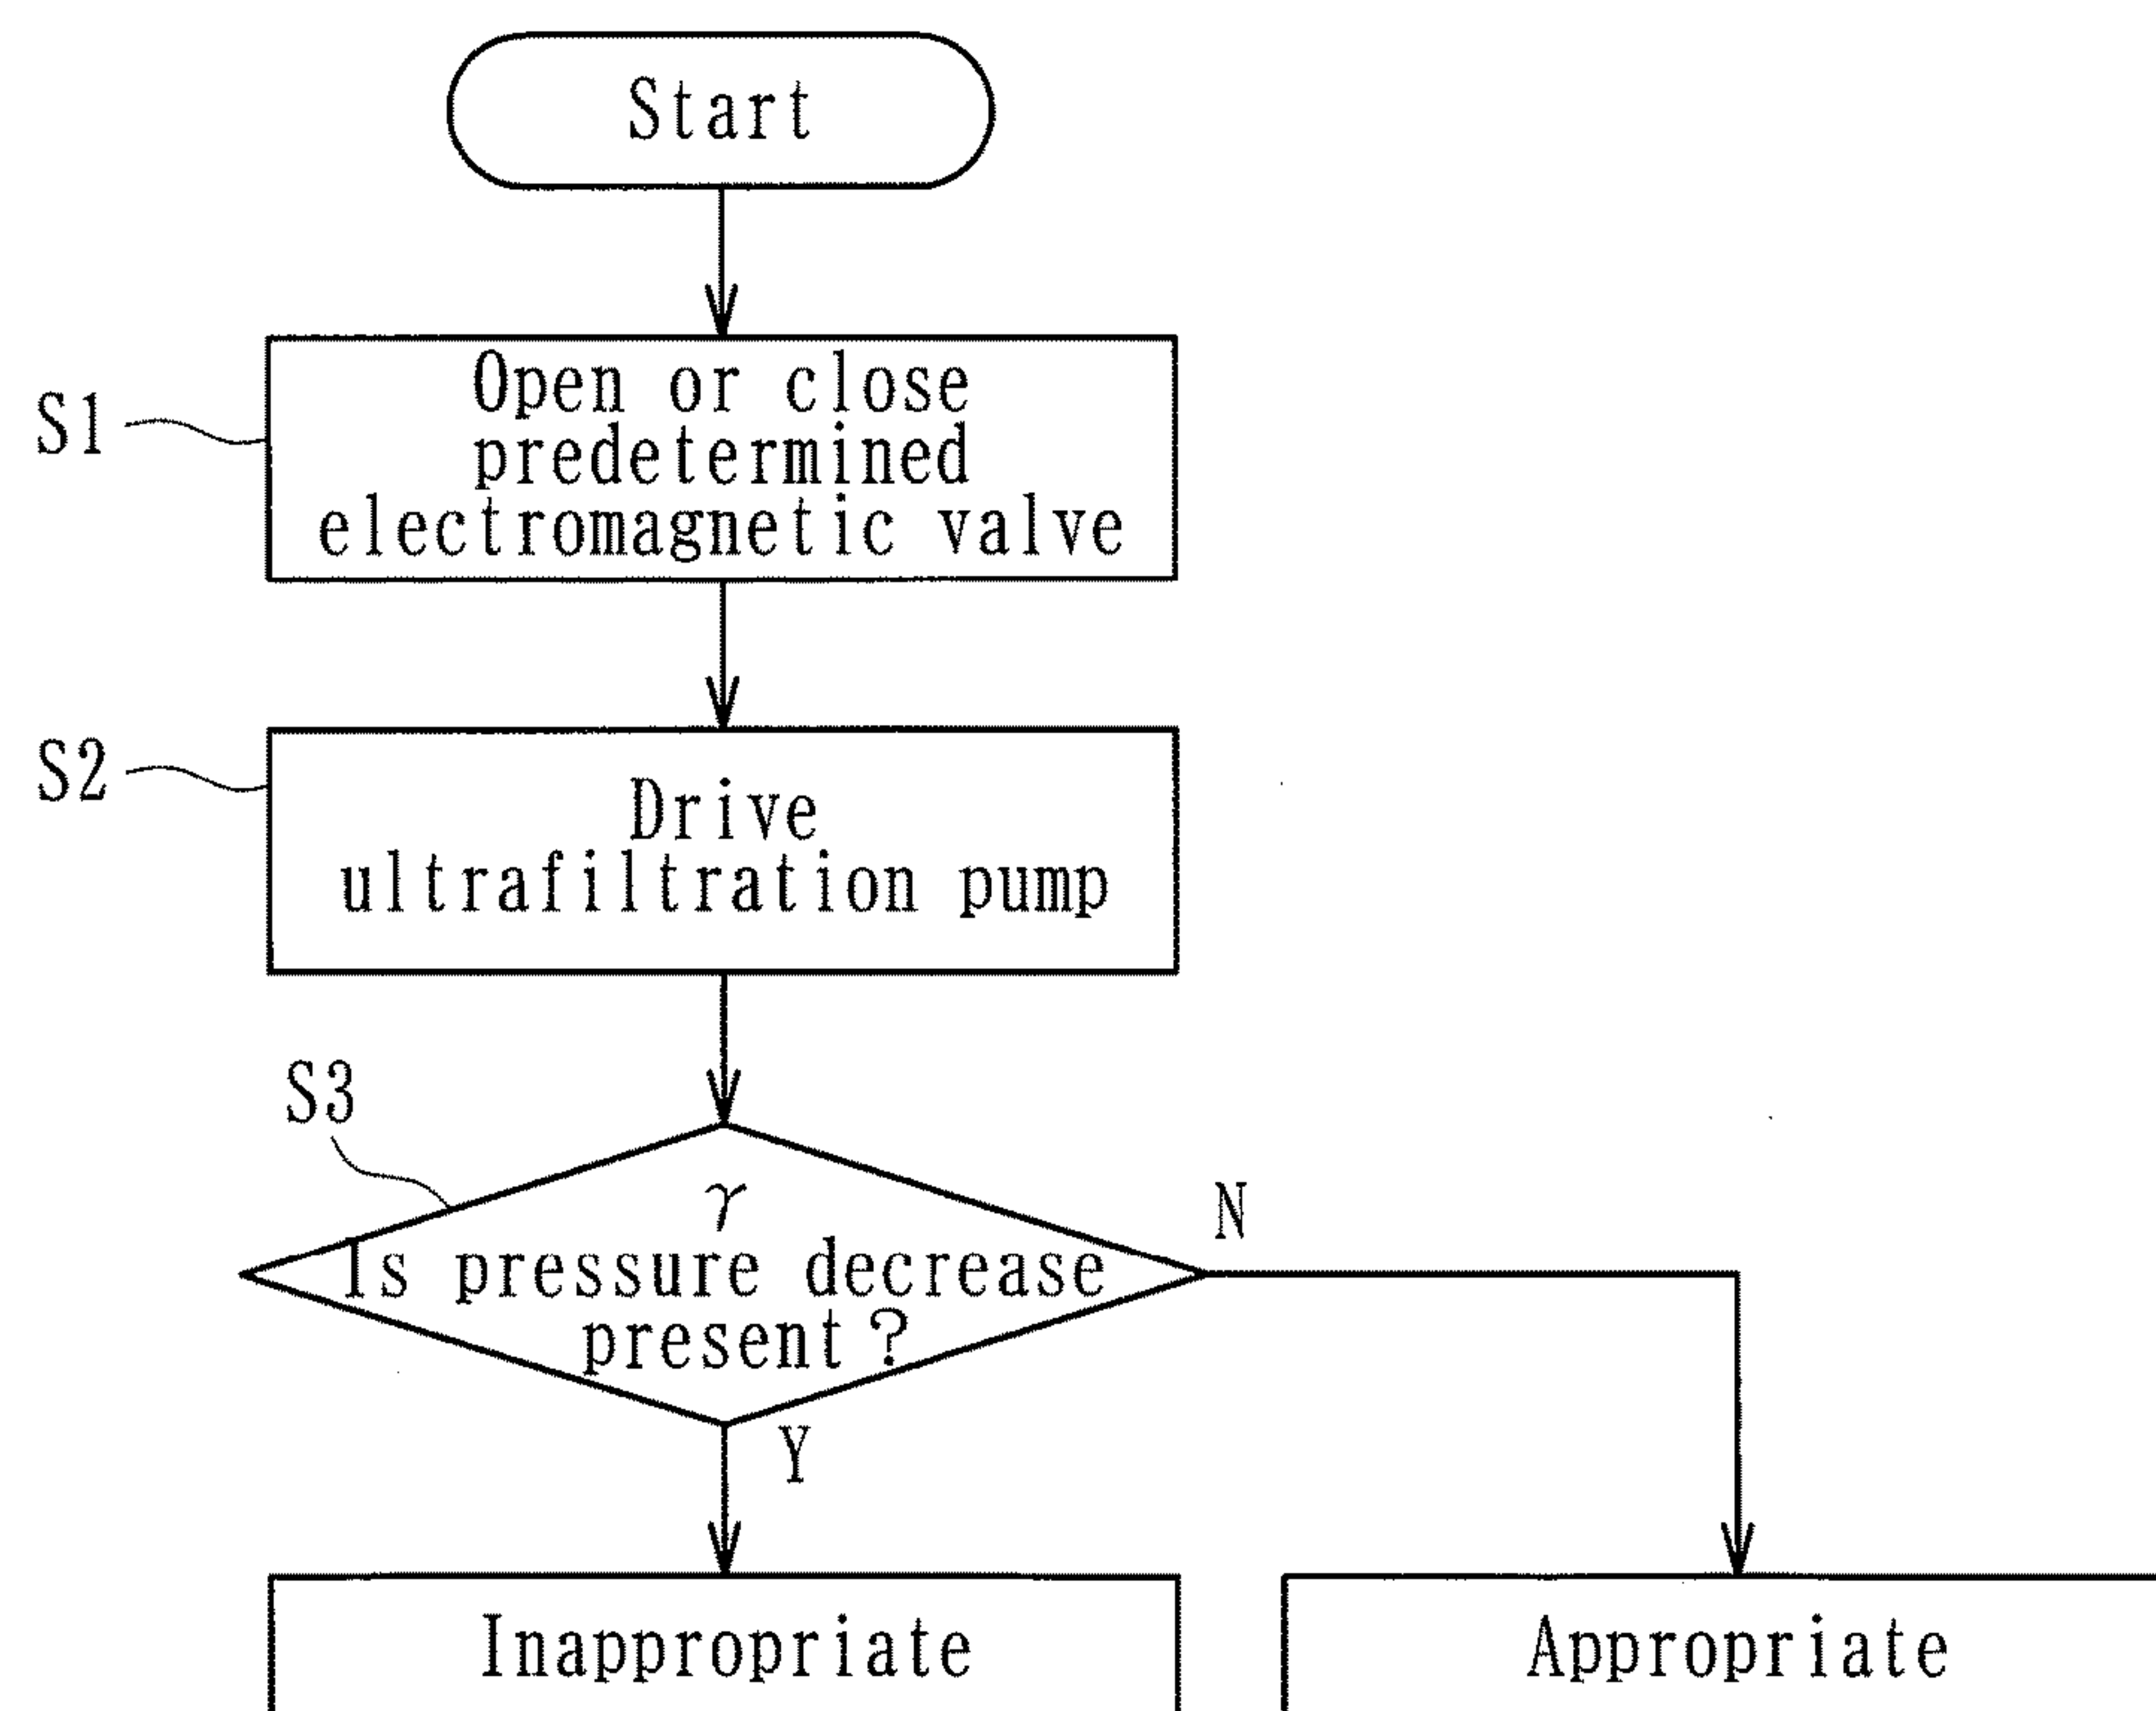 Start
S1
Open or close
predetermined
electromagnetic valve
S2
Drive
ultrafiltration pump
S3
γ
Is pressure decrease
present?
N
Y
Inappropriate
Appropriate